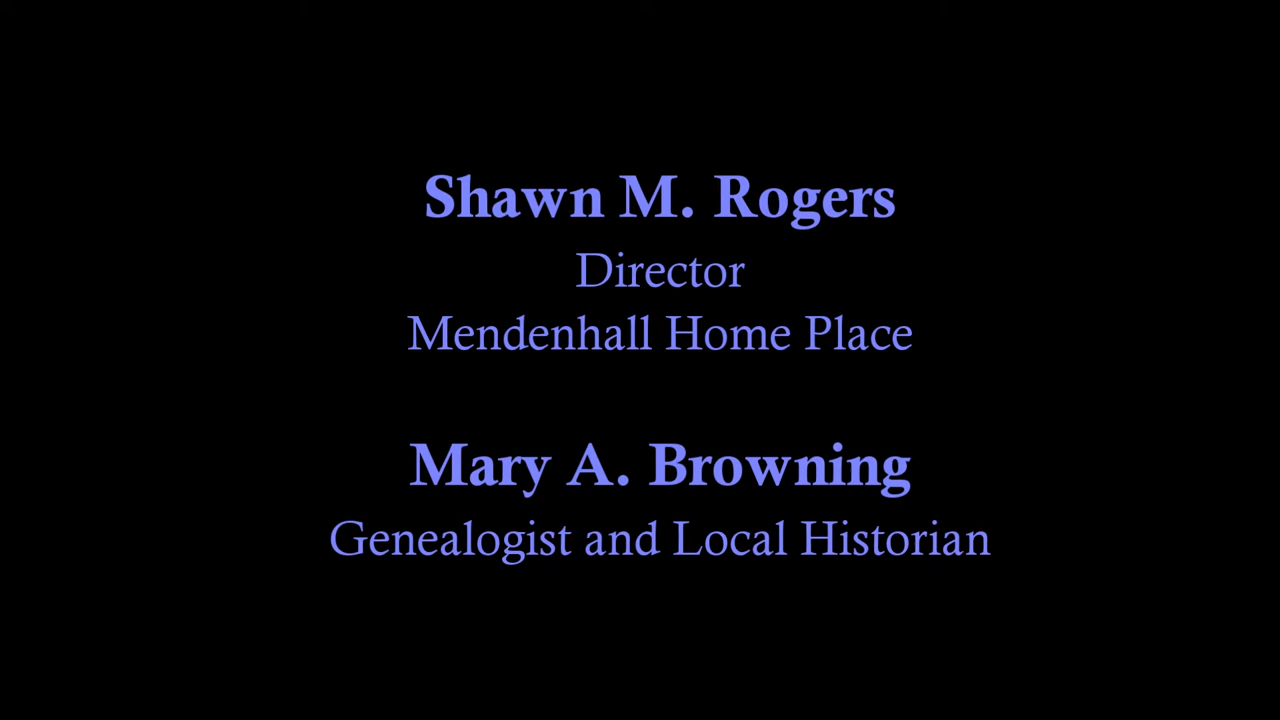 Shawn M. Rogers
Director
Mendenhall Home Place
Mary A. Browning
Genealogist and Local Historian